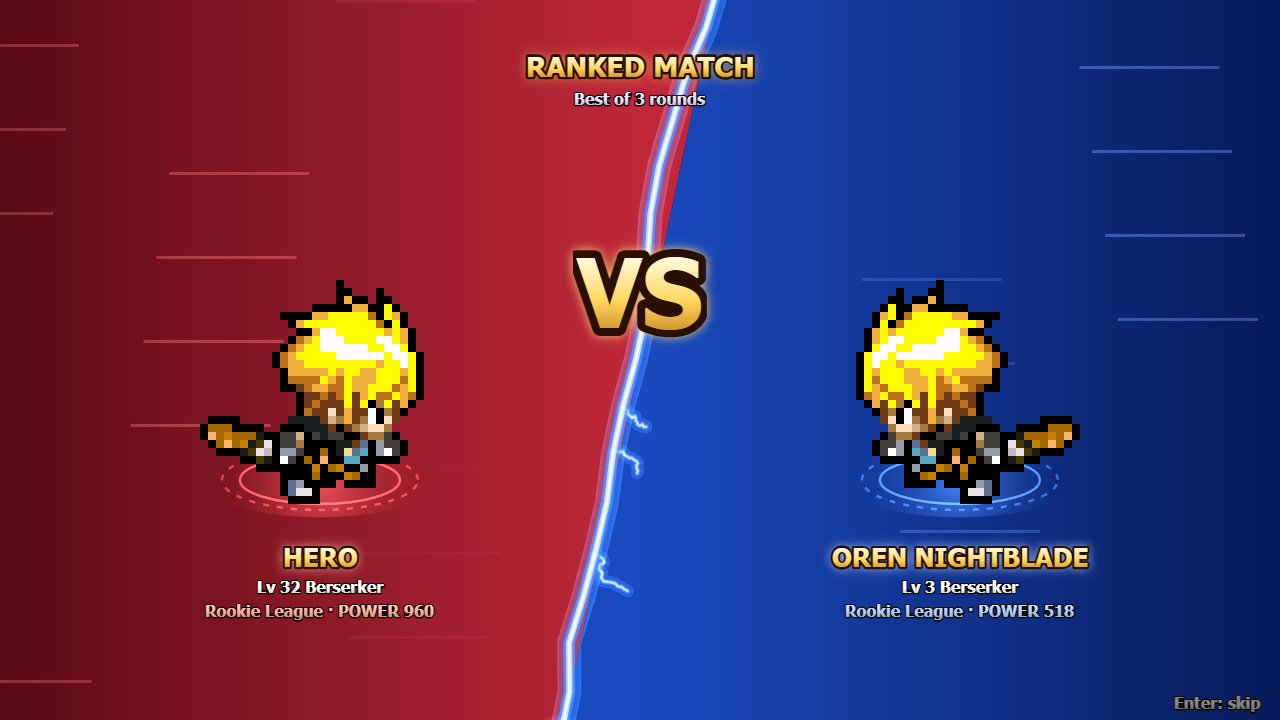 RANKED MATCH
Best of 3 rounds
VS
HERO
Lv 32 Berserker
Rookie League · POWER 960
OREN NIGHTBLADE
Lv 3 Berserker
Rookie League · POWER 518
Enter: skip